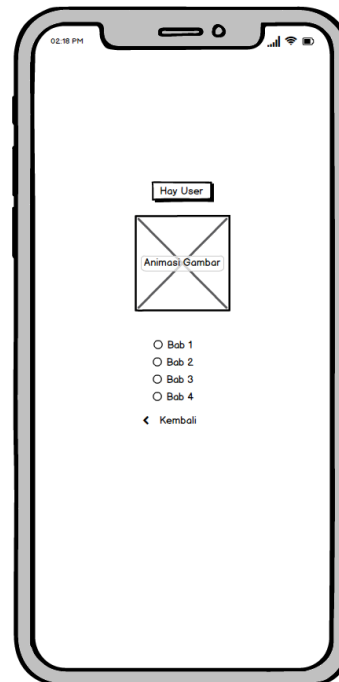 02:18 PM
Hay User
Animasi Gambar
Bab 1
Bab 2
Bab 3
Bab 4
Kembali